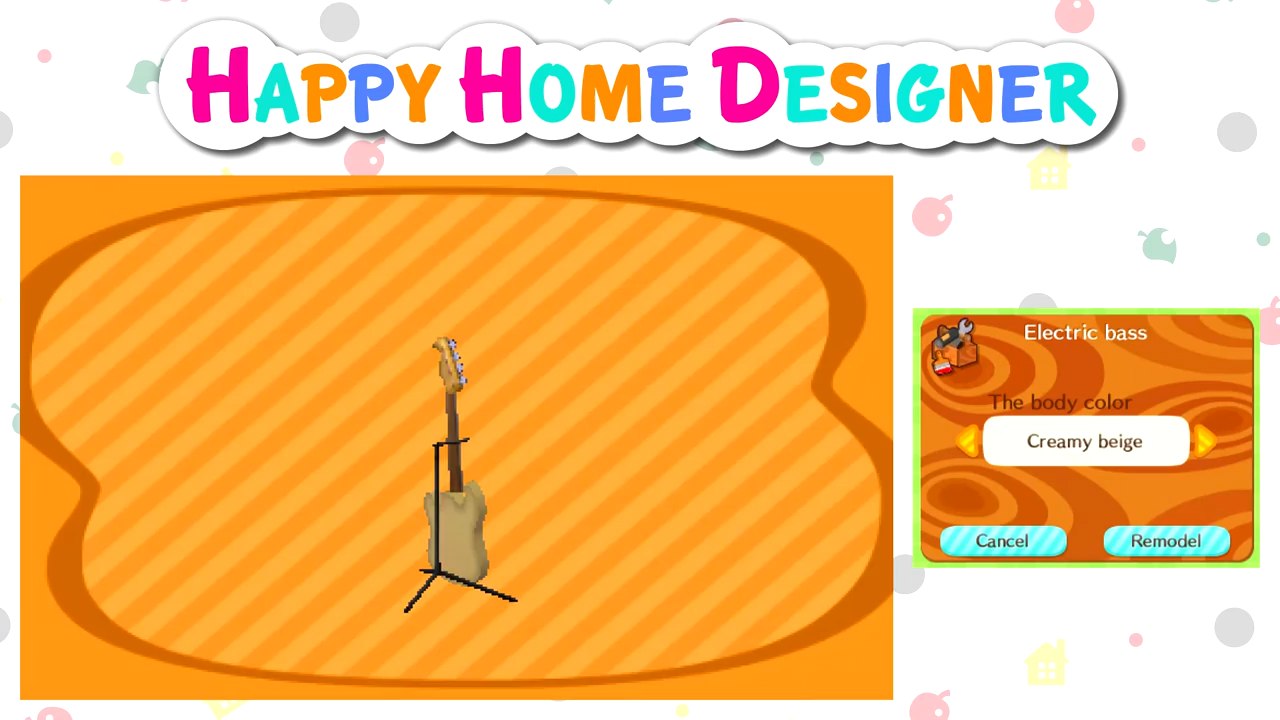 HAPPY HOME DESIGNER
Electric bass
The body color
Creamy beige
Cancel
Remodel